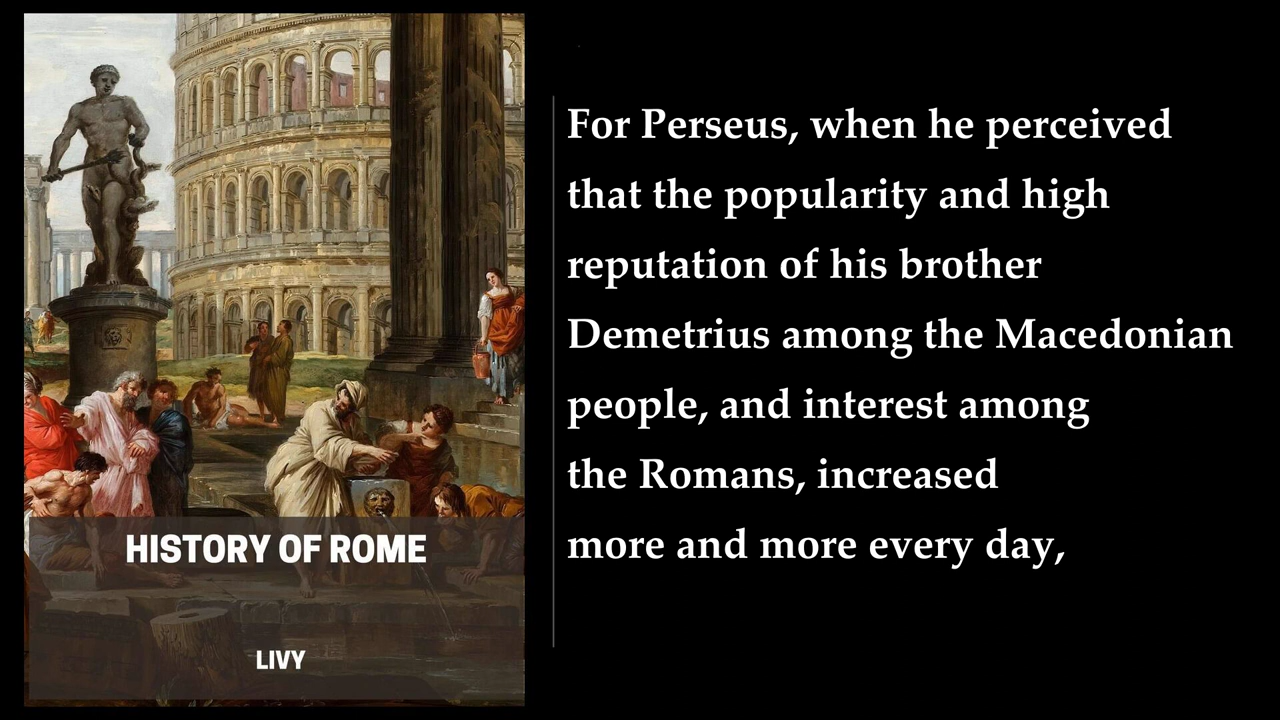 HISTORY OF ROME
LIVY
For Perseus, when he perceived
that the popularity and high
reputation of his brother
Demetrius among the Macedonian
people, and interest among
the Romans, increased
more and more every day,